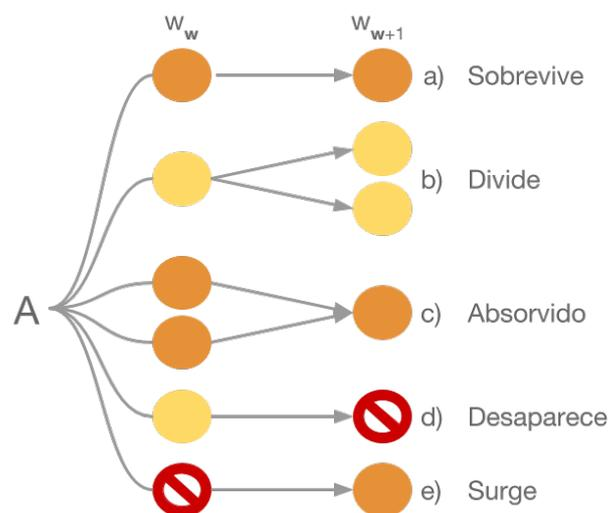 w_w w_w+1
a) Sobrevive
b) Divide
A
c) Absorvido
d) Desaparece
e) Surge